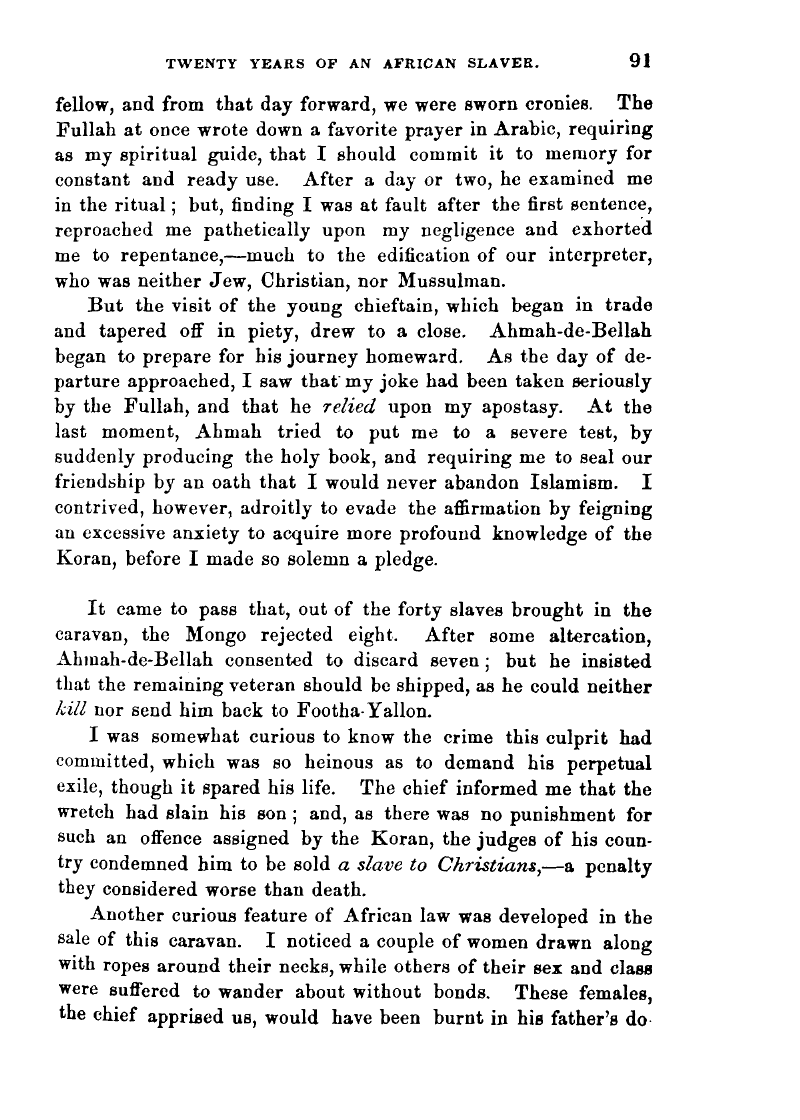 TWENTY YEARS OF AN AFRICAN SLAVER. 91
fellow, and from that day forward, we were sworn cronies. The
Fullah at once wrote down a favorite prayer in Arabic, requiring
as my spiritual guide, that I should commit it to memory for
constant and ready use. After a day or two, he examined me
in the ritual ; but, finding I was at fault after the first sentence,
reproached me pathetically upon my negligence and exhorted
me to repentance,—much to the edification of our interpreter,
who was neither Jew, Christian, nor Mussulman.
But the visit of the young chieftain, which began in trade
and tapered off in piety, drew to a close. Ahmah-de-Bellah
began to prepare for his journey homeward. As the day of de-
parture approached, I saw that my joke had been taken seriously
by the Fullah, and that he relied upon my apostasy. At the
last moment, Ahmah tried to put me to a severe test, by
suddenly producing the holy book, and requiring me to seal our
friendship by an oath that I would never abandon Islamism. I
contrived, however, adroitly to evade the affirmation by feigning
an excessive anxiety to acquire more profound knowledge of the
Koran, before I made so solemn a pledge.
It came to pass that, out of the forty slaves brought in the
caravan, the Mongo rejected eight. After some altercation,
Ahmah-de-Bellah consented to discard seven ; but he insisted
that the remaining veteran should be shipped, as he could neither
kill nor send him back to Footha-Yallon.
I was somewhat curious to know the crime this culprit had
committed, which was so heinous as to demand his perpetual
exile, though it spared his life. The chief informed me that the
wretch had slain his son ; and, as there was no punishment for
such an offence assigned by the Koran, the judges of his coun-
try condemned him to be sold a slave to Christians,—a penalty
they considered worse than death.
Another curious feature of African law was developed in the
sale of this caravan. I noticed a couple of women drawn along
with ropes around their necks, while others of their sex and class
were suffered to wander about without bonds. These females,
the chief apprised us, would have been burnt in his father's do-